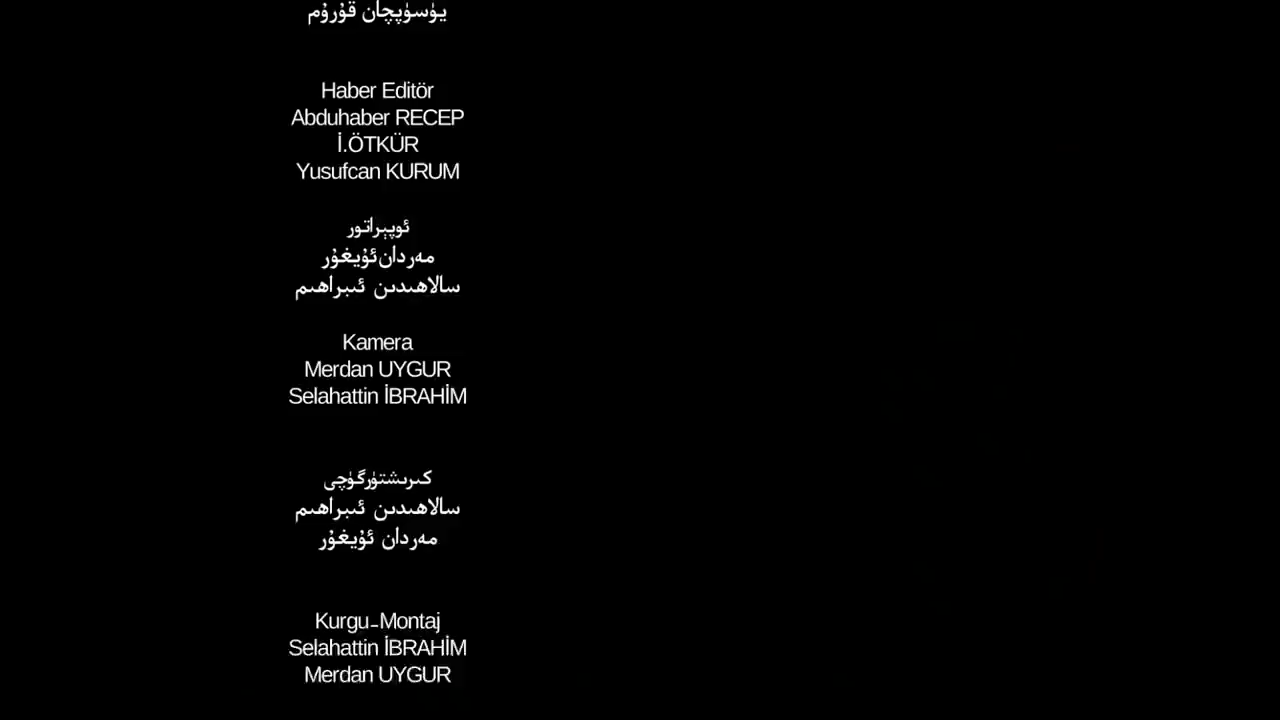 يۈسۈپچان قۇرۇم
Haber Editör
Abduhaber RECEP
İ.ÖTKÜR
Yusufcan KURUM
ئوپېراتور
مەردان ئۇيغۇر
سالاھىدىن ئىبراھىم
Kamera
Merdan UYGUR
Selahattin İBRAHİM
كىرىشتۈرگۈچى
سالاھىدىن ئىبراھىم
مەردان ئۇيغۇر
Kurgu-Montaj
Selahattin İBRAHİM
Merdan UYGUR